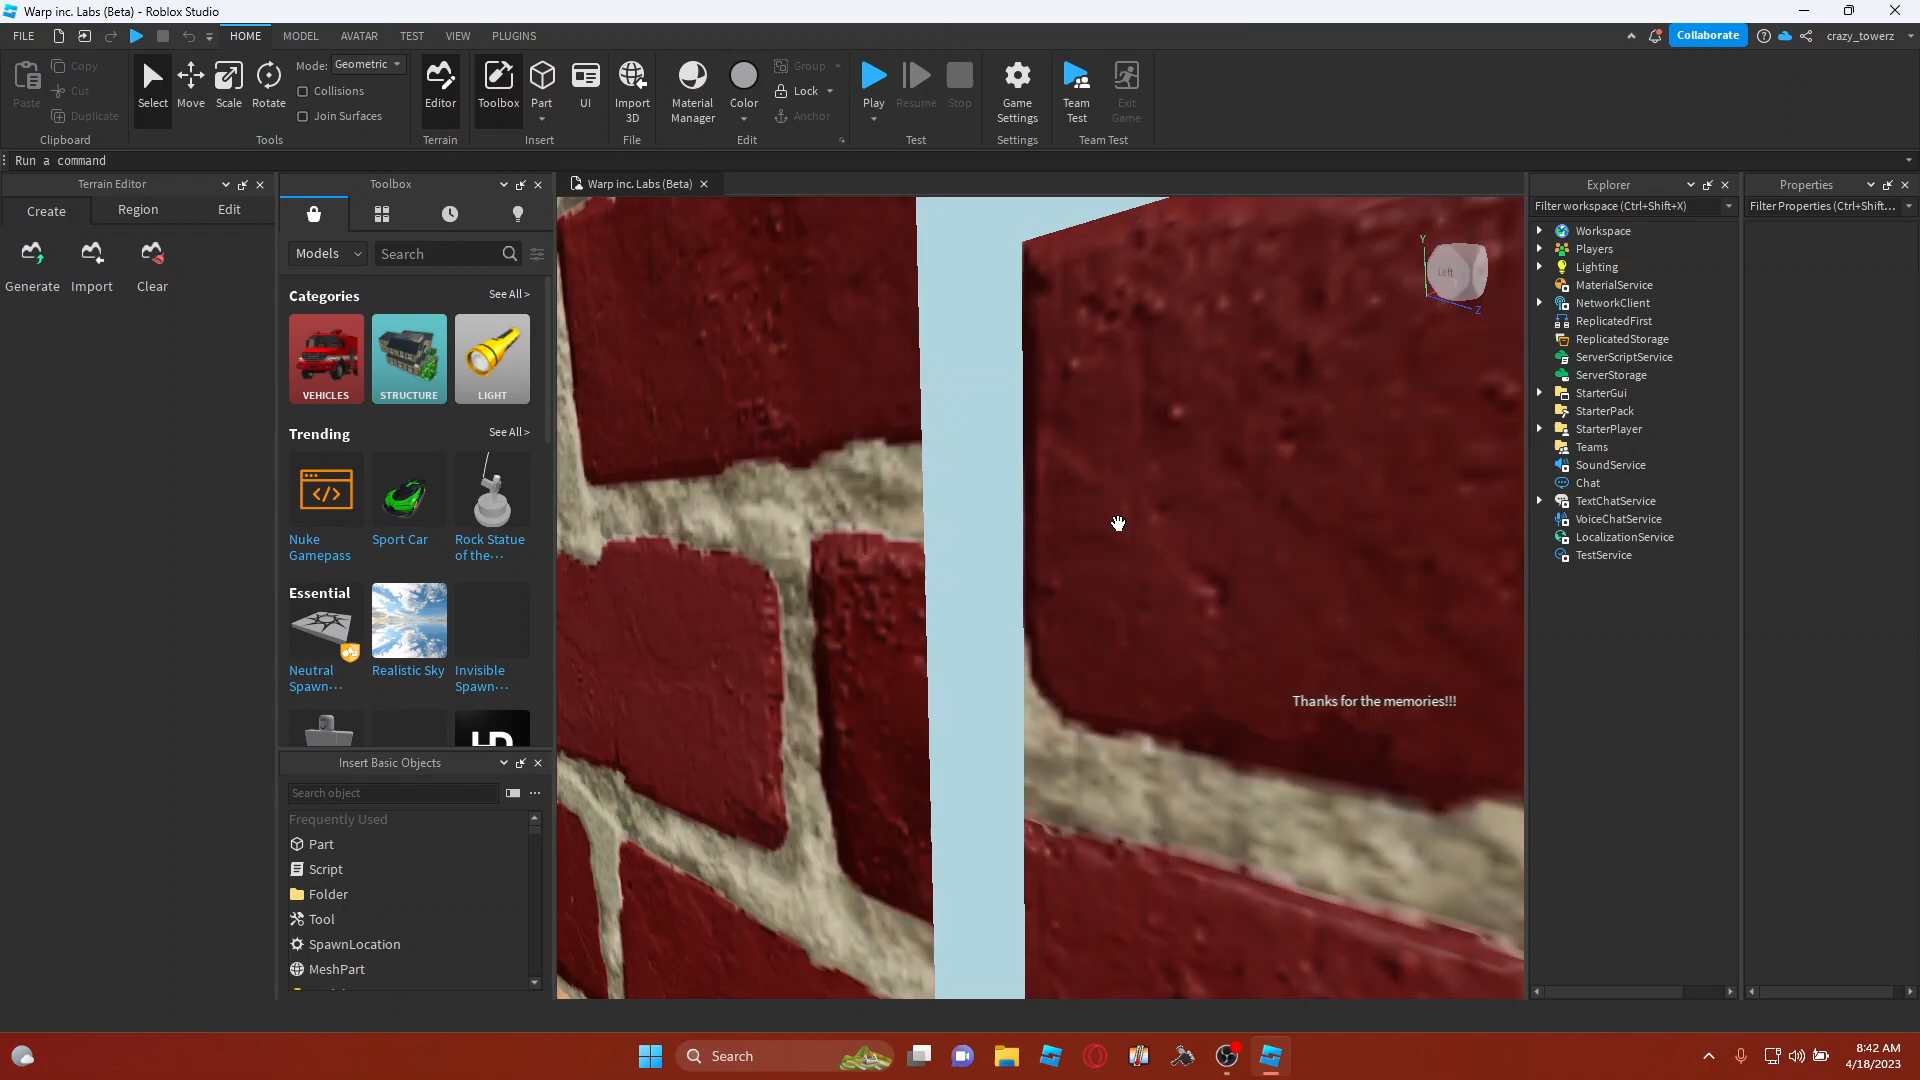 Warp inc. Labs (Beta) - Roblox Studio
FILE HOME MODEL AVATAR TEST VIEW PLUGINS Collaborate crazy_towerz
Paste Copy Cut Duplicate
Clipboard
Select Move Scale Rotate
Mode: Geometric
Collisions
Join Surfaces
Tools
Editor
Terrain
Toolbox Part UI
Insert
Import 3D
File
Material Manager
Color
Group
Lock
Anchor
Edit
Play Resume Stop
Test
Game Settings
Settings
Team Test
Exit Game
Team Test
Run a command
Terrain Editor
Create Region Edit
Generate Import Clear
Toolbox
Models Search
Categories See All >
VEHICLES STRUCTURE LIGHT
Trending See All >
Nuke Gamepass
Sport Car
Rock Statue of the···
Essential
Neutral Spawn···
Realistic Sky
Invisible Spawn···
Insert Basic Objects
Search object
Frequently Used
Part
Script
Folder
Tool
SpawnLocation
MeshPart
Warp inc. Labs (Beta)
Left
Y
Z
Thanks for the memories!!!
Explorer
Filter workspace (Ctrl+Shift+X)
Workspace
Players
Lighting
MaterialService
NetworkClient
ReplicatedFirst
ReplicatedStorage
ServerScriptService
ServerStorage
StarterGui
StarterPack
StarterPlayer
Teams
SoundService
Chat
TextChatService
VoiceChatService
LocalizationService
TestService
Properties
Filter Properties (Ctrl+Shift...
Search
8:42 AM
4/18/2023